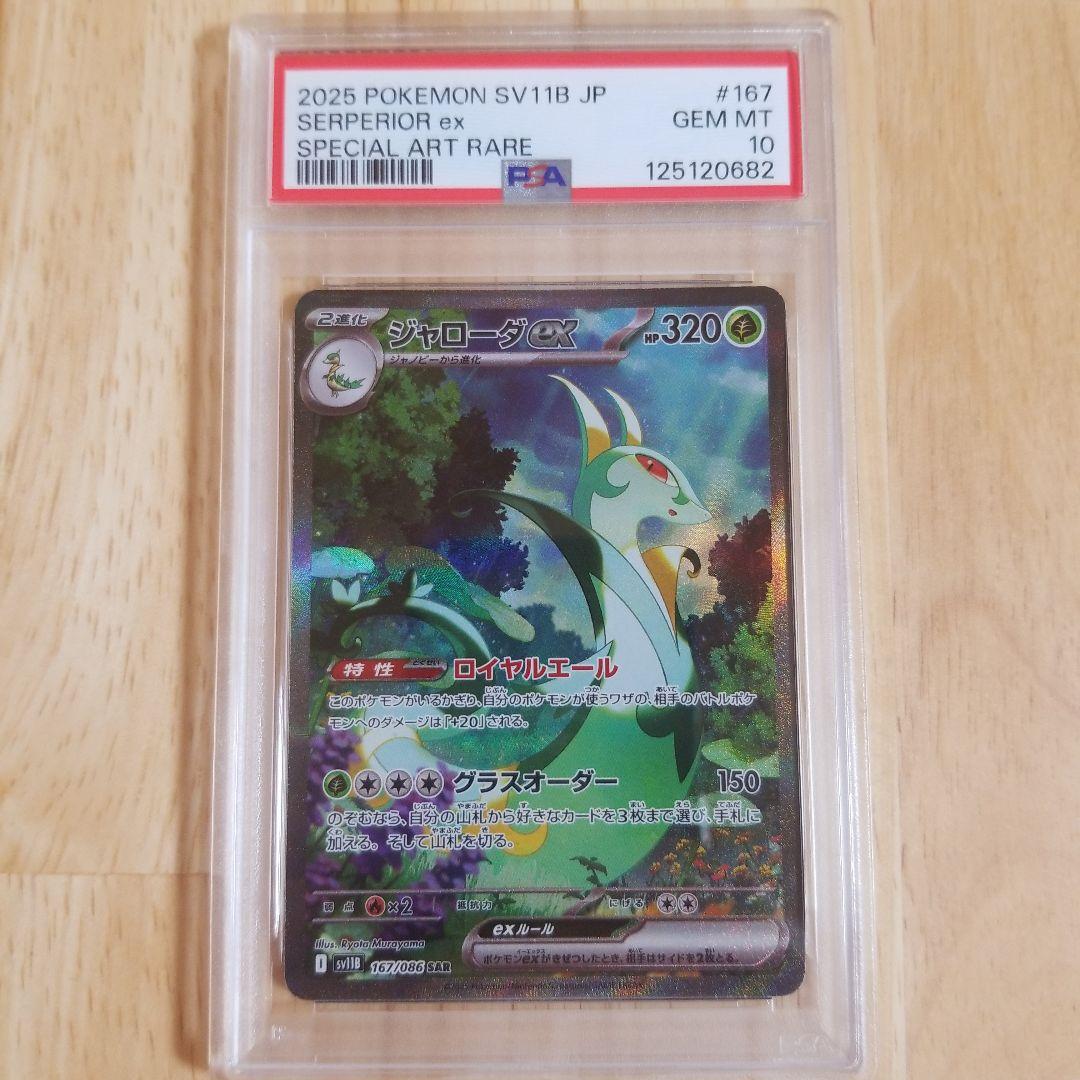 2025 POKEMON SV11B JP #167
SERPERIOR ex GEM MT
SPECIAL ART RARE 10
PSA 125120682
2進化 ジャローダex HP320
ジャノビーから進化
特性 とくせい ロイヤルエール
このポケモンがいるかぎり、自分のポケモンが使うワザの、相手のバトルポケ
モンへのダメージは「+20」される。
グラスオーダー 150
のぞむなら、自分の山札から好きなカードを3枚まで選び、手札に
加える。そして山札を切る。
弱点 ×2 抵抗力 にげる
exルール
ポケモンexがきぜつしたとき、相手はサイドを2枚とる。
Illus. Ryota Murayama
I sv11B 167/086 SAR